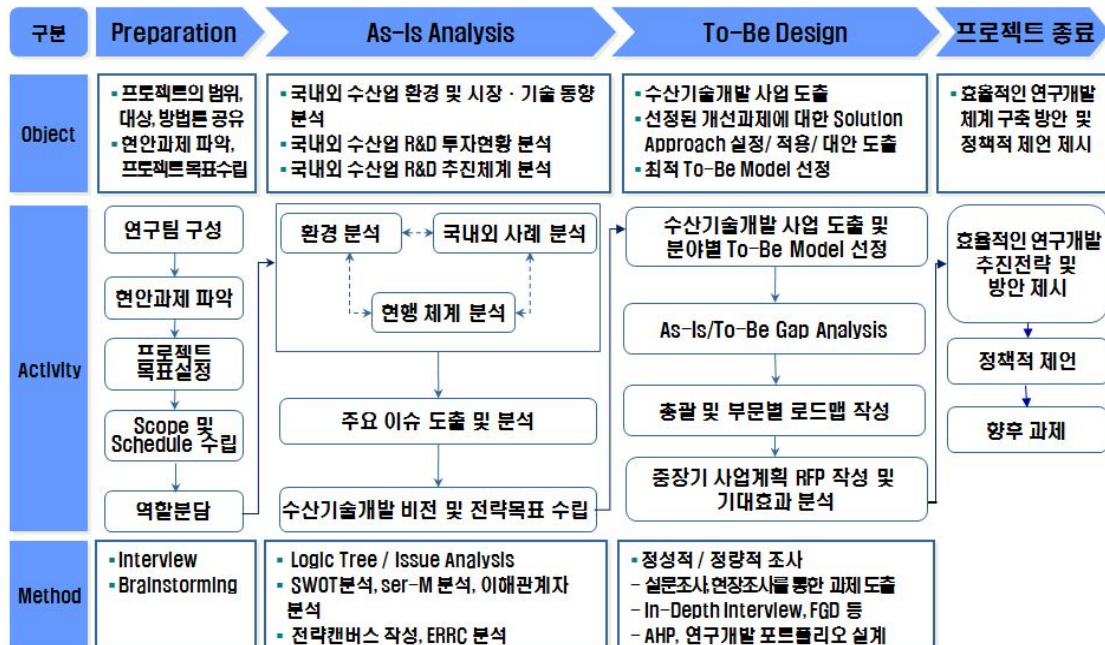 구분
Preparation
As-Is Analysis
To-Be Design
프로젝트 종료
Object
▪ 프로젝트의 범위,
대상, 방법론 공유
▪ 현안과제 파악,
프로젝트 목표수립
▪ 국내외 수산업 환경 및 시장 · 기술 동향
분석
▪ 국내외 수산업 R&D 투자현황 분석
▪ 국내외 수산업 R&D 추진체계 분석
▪ 수산기술개발 사업 도출
▪ 선정된 개선과제에 대한 Solution
Approach 설정/ 적용/ 대안 도출
▪ 최적 To-Be Model 선정
▪ 효율적인 연구개발
체계 구축 방안 및
정책적 제언 제시
Activity
연구팀 구성
현안과제 파악
프로젝트
목표설정
Scope 및
Schedule 수립
역할분담
환경 분석
국내외 사례 분석
현행 체계 분석
주요 이슈 도출 및 분석
수산기술개발 비전 및 전략목표 수립
수산기술개발 사업 도출 및
분야별 To-Be Model 선정
As-Is/To-Be Gap Analysis
총괄 및 부문별 로드맵 작성
중장기 사업계획 RFP 작성 및
기대효과 분석
효율적인 연구개발
추진전략 및
방안 제시
정책적 제언
향후 과제
Method
▪ Interview
▪ Brainstorming
▪ Logic Tree / Issue Analysis
▪ SWOT분석, ser-M 분석, 이해관계자
분석
▪ 전략캔버스 작성, ERRC 분석
▪ 정성적 / 정량적 조사
– 설문조사,현장조사를 통한 과제 도출
– In-Depth Interview, FGD 등
– AHP, 연구개발 포트폴리오 설계